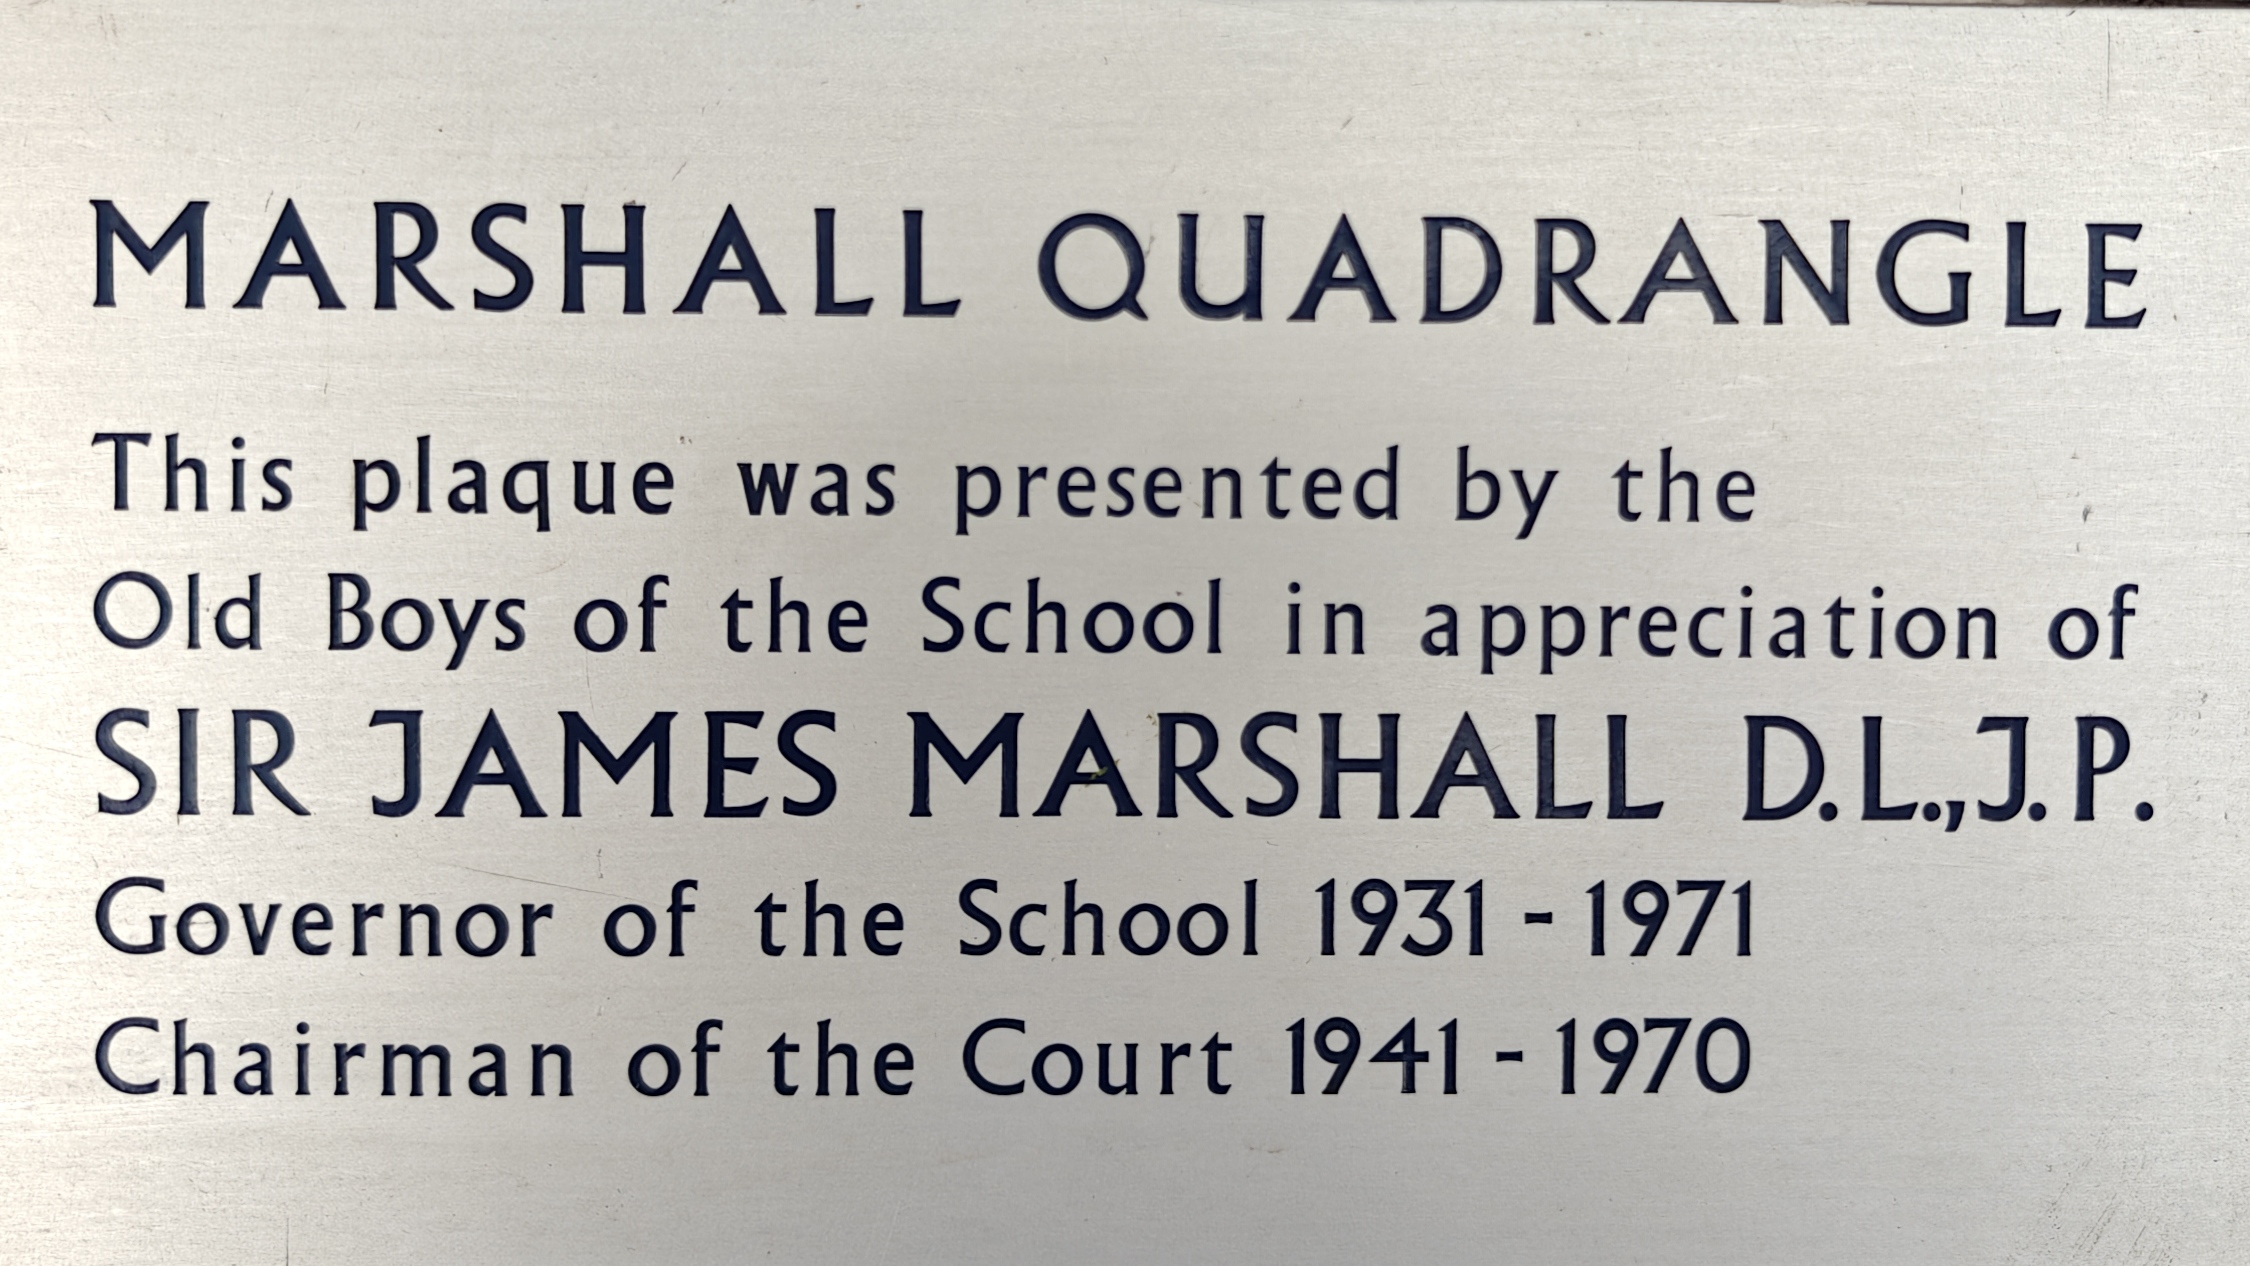 MARSHALL QUADRANGLE
This plaque was presented by the
Old Boys of the School in appreciation of
SIR JAMES MARSHALL D.L.,J.P.
Governor of the School 1931 - 1971
Chairman of the Court 1941 - 1970